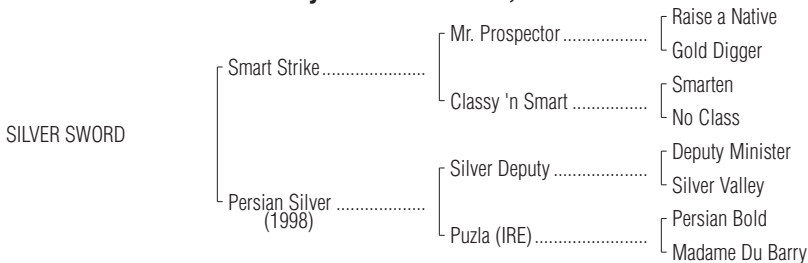 Raise a Native
Mr. Prospector....................
Gold Digger
Smart Strike......................
Smarten
Classy 'n Smart ..................
No Class
SILVER SWORD
Deputy Minister
Silver Deputy ......................
Silver Valley
Persian Silver .....................
(1998)
Persian Bold
Puzla (IRE)..........................
Madame Du Barry